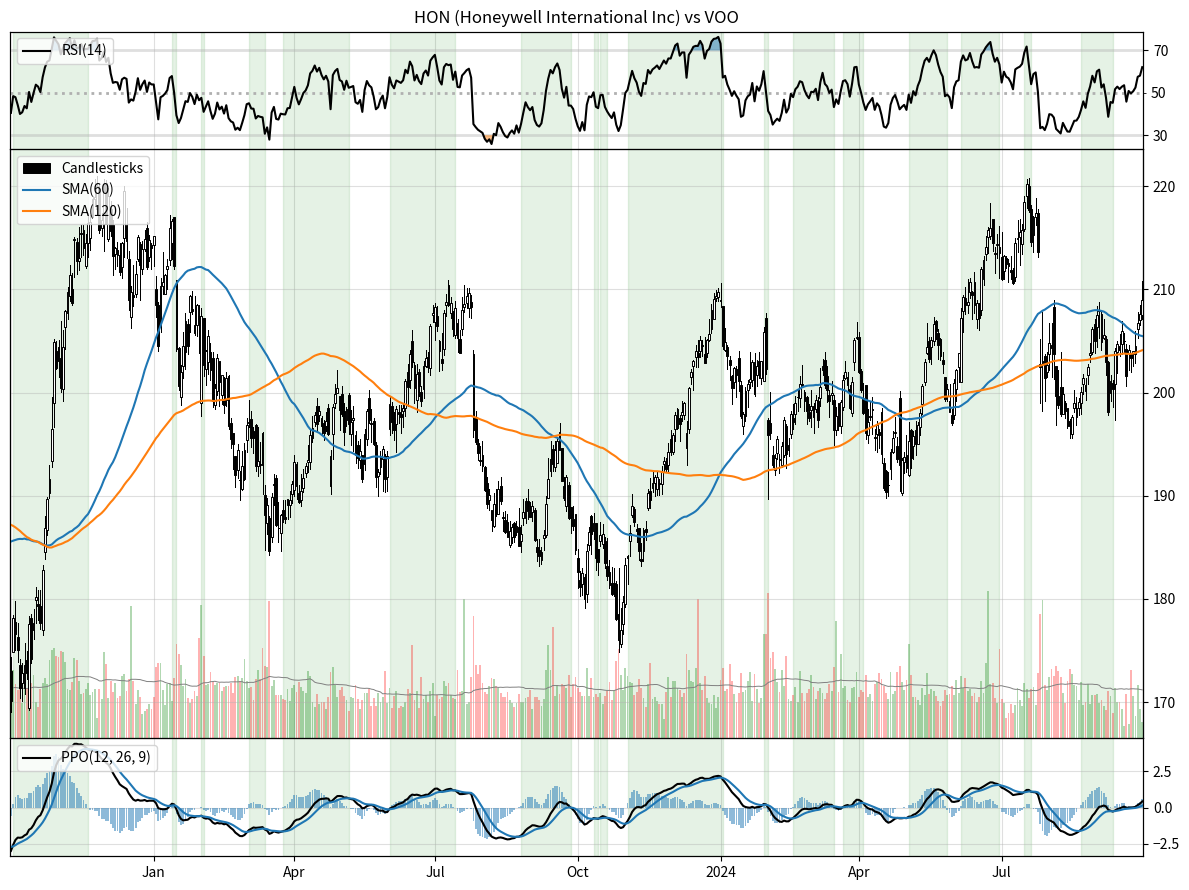 HON (Honeywell International Inc) vs VOO
RSI(14)
70
50
30
Candlesticks
SMA(60)
SMA(120)
220
210
200
190
180
170
PPO(12, 26, 9)
2.5
0.0
−2.5
Jan
Apr
Jul
Oct
2024
Apr
Jul